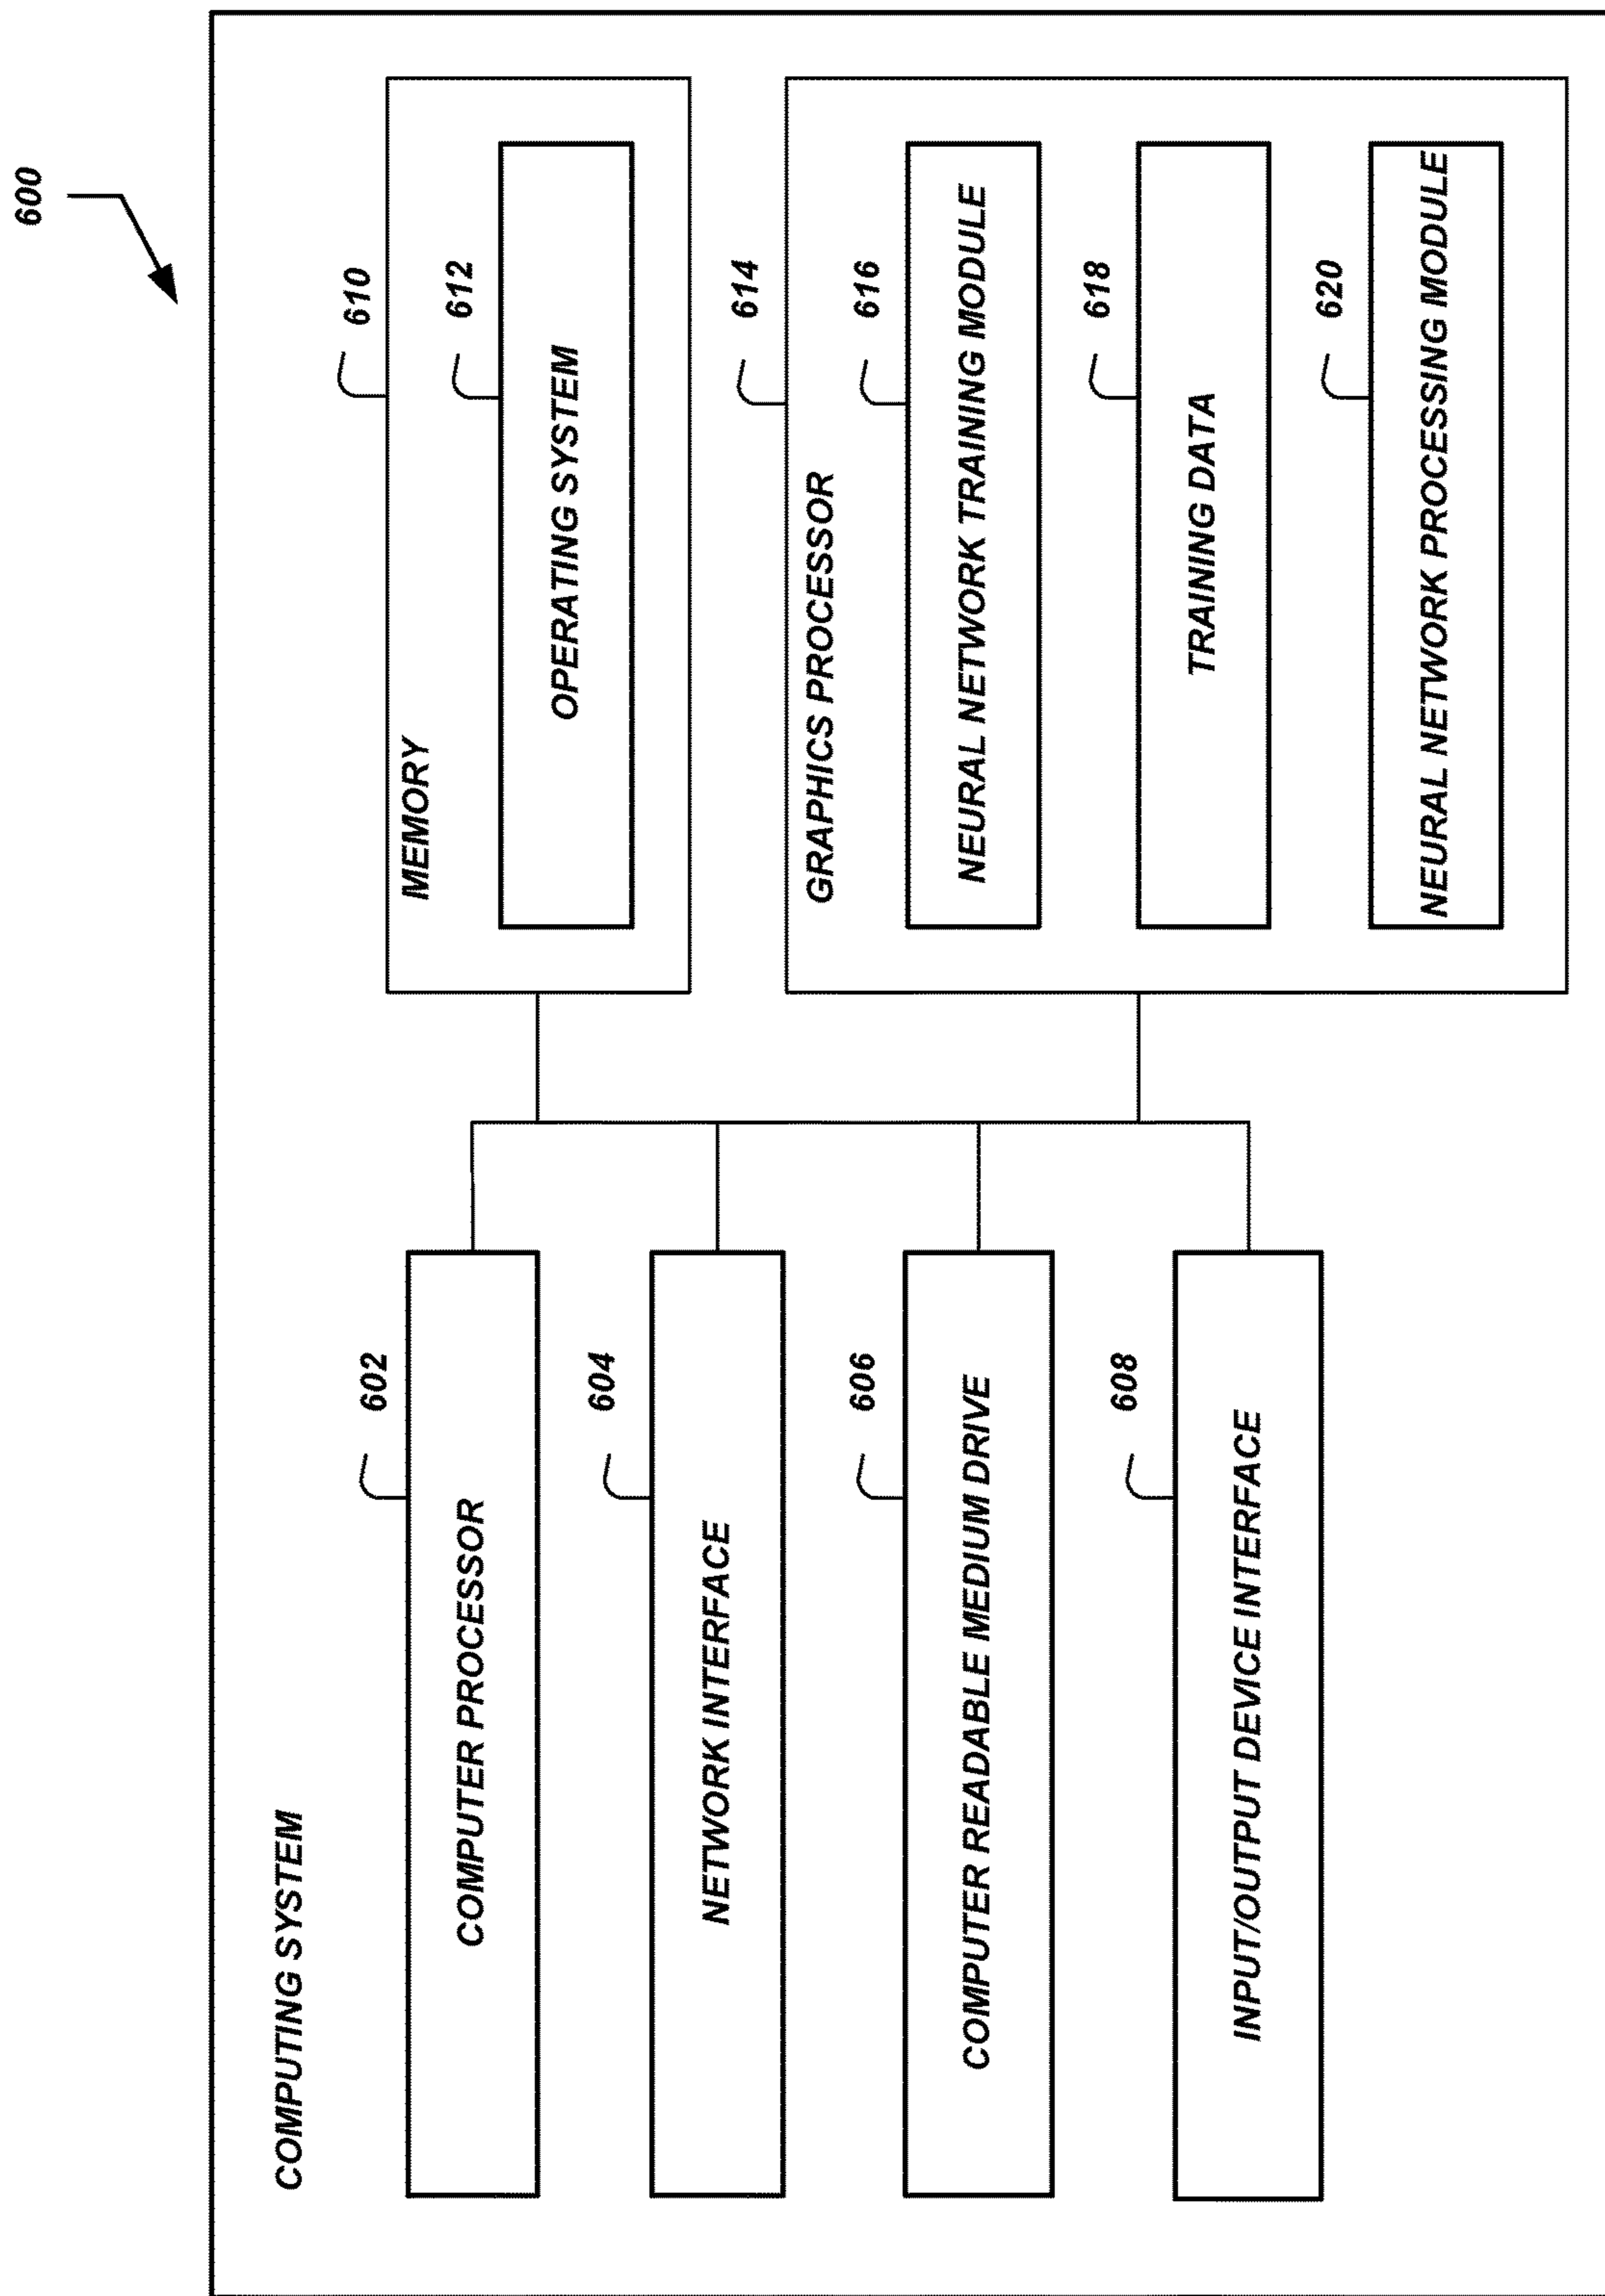 600
COMPUTING SYSTEM
602
COMPUTER PROCESSOR
604
NETWORK INTERFACE
606
COMPUTER READABLE MEDIUM DRIVE
608
INPUT/OUTPUT DEVICE INTERFACE
610
MEMORY
612
OPERATING SYSTEM
614
GRAPHICS PROCESSOR
616
NEURAL NETWORK TRAINING MODULE
618
TRAINING DATA
620
NEURAL NETWORK PROCESSING MODULE